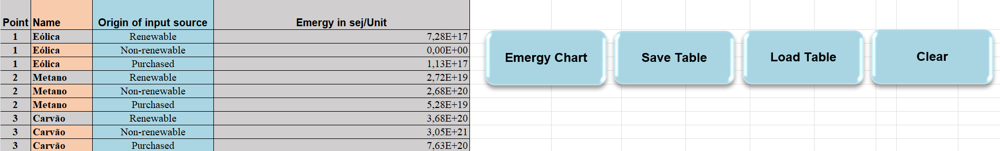 Point Name Origin of input source Emergy in sej/Unit
1 Eólica Renewable 7,28E+17
1 Eólica Non-renewable 0,00E+00
1 Eólica Purchased 1,13E+17
2 Metano Renewable 2,72E+19
2 Metano Non-renewable 2,68E+20
2 Metano Purchased 5,28E+19
3 Carvão Renewable 3,68E+20
3 Carvão Non-renewable 3,05E+21
3 Carvão Purchased 7,63E+20
Emergy Chart
Save Table
Load Table
Clear